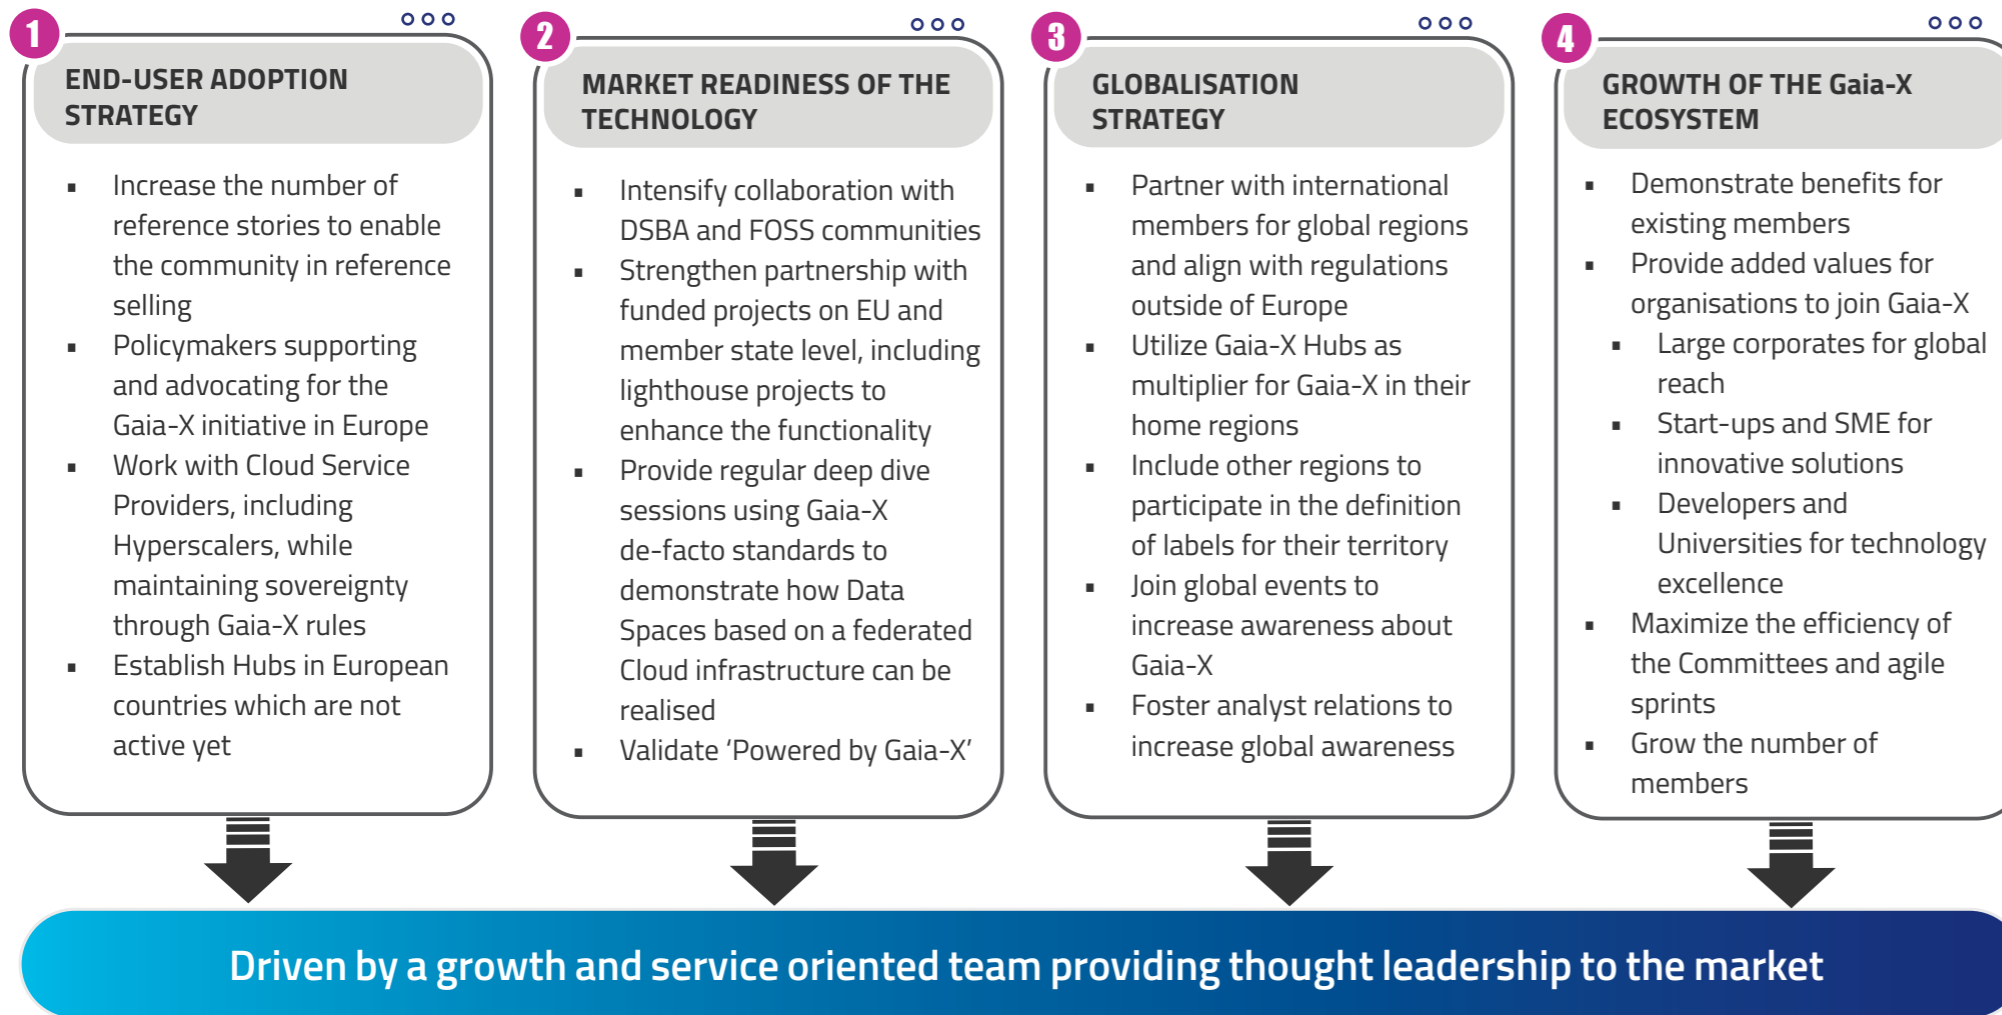 1
END-USER ADOPTION
STRATEGY
▪ Increase the number of
reference stories to enable
the community in reference
selling
▪ Policymakers supporting
and advocating for the
Gaia-X initiative in Europe
▪ Work with Cloud Service
Providers, including
Hyperscalers, while
maintaining sovereignty
through Gaia-X rules
▪ Establish Hubs in European
countries which are not
active yet
2
MARKET READINESS OF THE
TECHNOLOGY
▪ Intensify collaboration with
DSBA and FOSS communities
▪ Strengthen partnership with
funded projects on EU and
member state level, including
lighthouse projects to
enhance the functionality
▪ Provide regular deep dive
sessions using Gaia-X
de-facto standards to
demonstrate how Data
Spaces based on a federated
Cloud infrastructure can be
realised
▪ Validate ‘Powered by Gaia-X’
3
GLOBALISATION
STRATEGY
▪ Partner with international
members for global regions
and align with regulations
outside of Europe
▪ Utilize Gaia-X Hubs as
multiplier for Gaia-X in their
home regions
▪ Include other regions to
participate in the definition
of labels for their territory
▪ Join global events to
increase awareness about
Gaia-X
▪ Foster analyst relations to
increase global awareness
4
GROWTH OF THE Gaia-X
ECOSYSTEM
▪ Demonstrate benefits for
existing members
▪ Provide added values for
organisations to join Gaia-X
▪ Large corporates for global
reach
▪ Start-ups and SME for
innovative solutions
▪ Developers and
Universities for technology
excellence
▪ Maximize the efficiency of
the Committees and agile
sprints
▪ Grow the number of
members
Driven by a growth and service oriented team providing thought leadership to the market